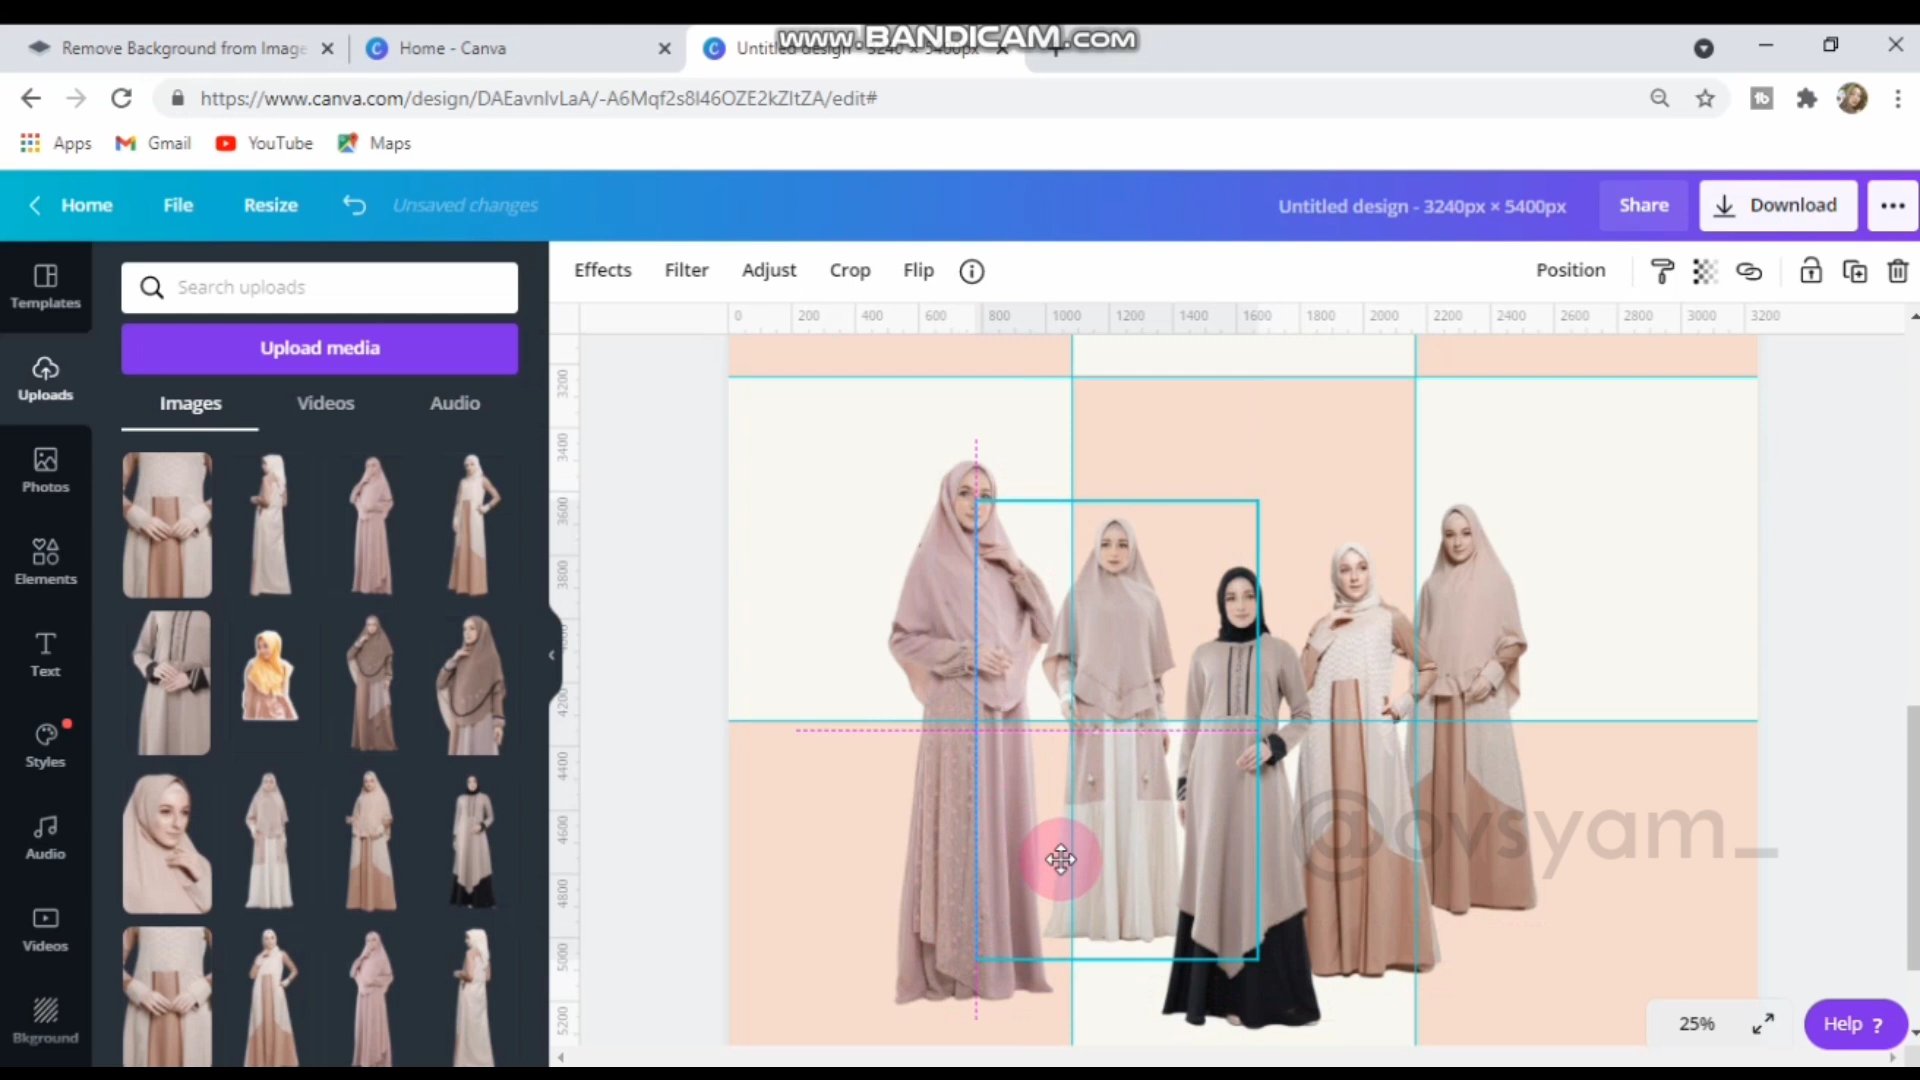 www.BANDICAM.com
Remove Background from Image
Home - Canva
Untitled design - 3240 × 5400px
https://www.canva.com/design/DAEavnlvLaA/-A6Mqf2s8l46OZE2kZltZA/edit#
Apps
Gmail
YouTube
Maps
Home
File
Resize
Unsaved changes
Untitled design - 3240px × 5400px
Share
Download
Templates
Uploads
Photos
Elements
Text
Styles
Audio
Videos
Bkground
Search uploads
Upload media
Images
Videos
Audio
Effects
Filter
Adjust
Crop
Flip
Position
0 200 400 600 800 1000 1200 1400 1600 1800 2000 2200 2400 2600 2800 3000 3200
3200
3400
3600
3800
4200
4400
4600
4800
5000
5200
@ovsyam_
25%
Help ?